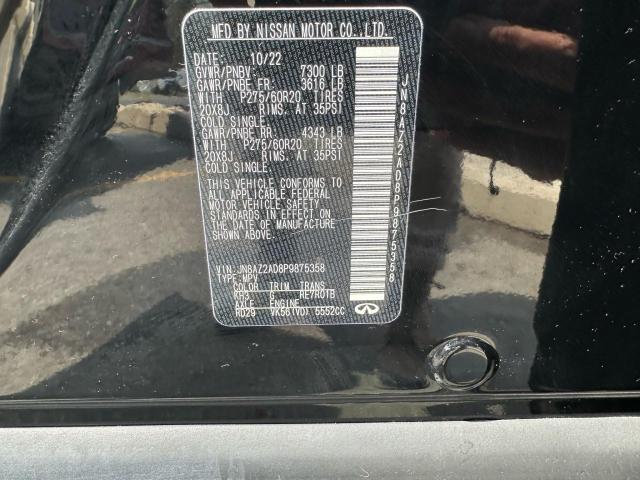 MFD BY NISSAN MOTOR CO.,LTD.
DATE: 10/22
GVWR/PNBV 7300 LB
GAWR/PNBE FR. 3616 LB
WITH P275/60R20 TIRES
20X8J RIMS, AT 35PSI
COLD SINGLE
GAWR/PNBE RR. 4343 LB
WITH P275/60R20 TIRES
20X8J RIMS, AT 35PSI
COLD SINGLE
THIS VEHICLE CONFORMS TO
ALL APPLICABLE FEDERAL
MOTOR VEHICLE SAFETY
STANDARDS IN EFFECT ON
THE DATE OF MANUFACTURE
SHOWN ABOVE.
VIN: JN8AZ2AD8P9875358
TYPE: MPV
COLOR TRIM TRANS
KH3 G RE7R01B
AXLE ENGINE
RD29 VK56(VD) 5552CC
JN8AZ2AD8P9875358